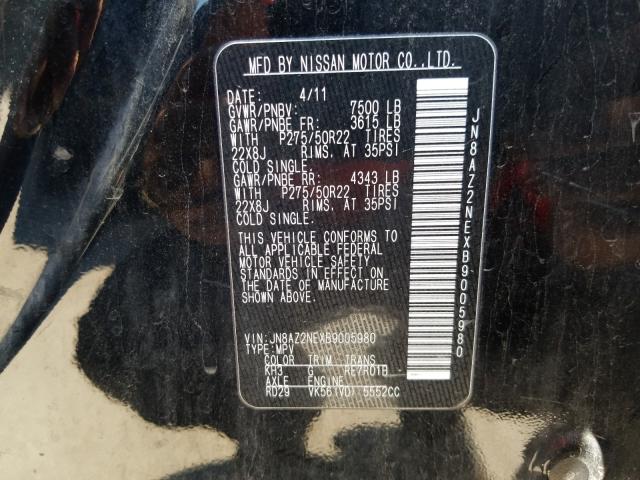 MFD BY NISSAN MOTOR CO.,LTD.
DATE: 4/11
GVWR/PNBV: 7500 LB
GAWR/PNBE FR: 3615 LB
WITH P275/50R22 TIRES
22X8J RIMS. AT 35PSI
COLD SINGLE.
GAWR/PNBE RR: 4343 LB
WITH P275/50R22 TIRES
22X8J RIMS. AT 35PSI
COLD SINGLE.
THIS VEHICLE CONFORMS TO
ALL APPLICABLE FEDERAL
MOTOR VEHICLE SAFETY
STANDARDS IN EFFECT ON
THE DATE OF MANUFACTURE
SHOWN ABOVE.
VIN: JN8AZ2NEXB9005980
TYPE: MPV
COLOR TRIM TRANS
KH3 G RE7R01B
AXLE ENGINE
RD29 VK56(VD) 5552CC
JN8AZ2NEXB9005980